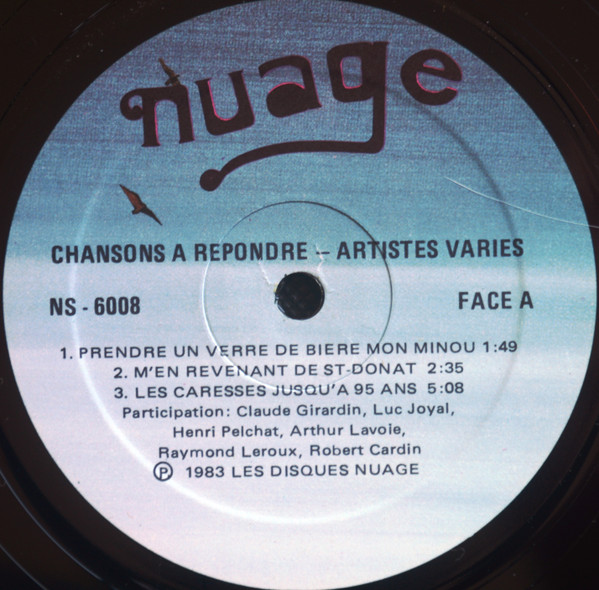 nuage
CHANSONS A REPONDRE – ARTISTES VARIES
NS - 6008 FACE A
1. PRENDRE UN VERRE DE BIERE MON MINOU 1:49
2. M'EN REVENANT DE ST-DONAT 2:35
3. LES CARESSES JUSQU'A 95 ANS 5:08
Participation: Claude Girardin, Luc Joyal,
Henri Pelchat, Arthur Lavoie,
Raymond Leroux, Robert Cardin
Ⓟ 1983 LES DISQUES NUAGE